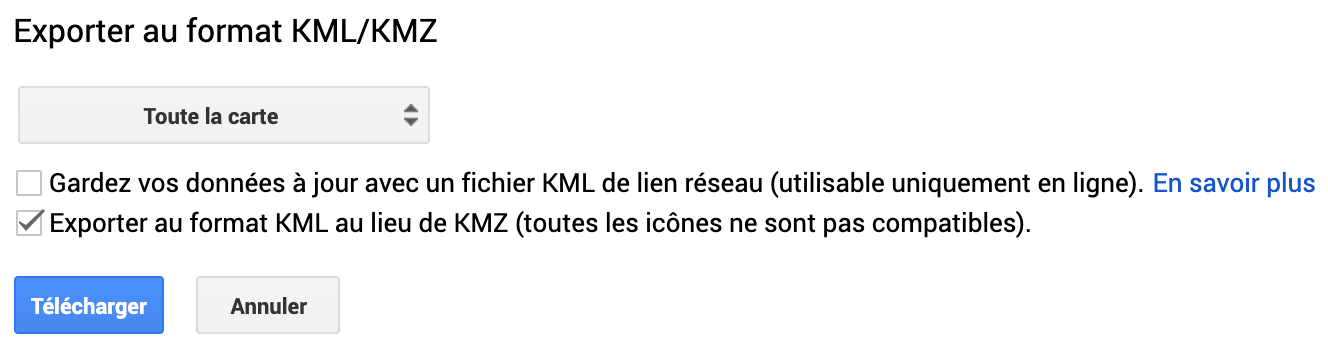 Exporter au format KML/KMZ
Toute la carte
Gardez vos données à jour avec un fichier KML de lien réseau (utilisable uniquement en ligne). En savoir plus
Exporter au format KML au lieu de KMZ (toutes les icônes ne sont pas compatibles).
Télécharger Annuler